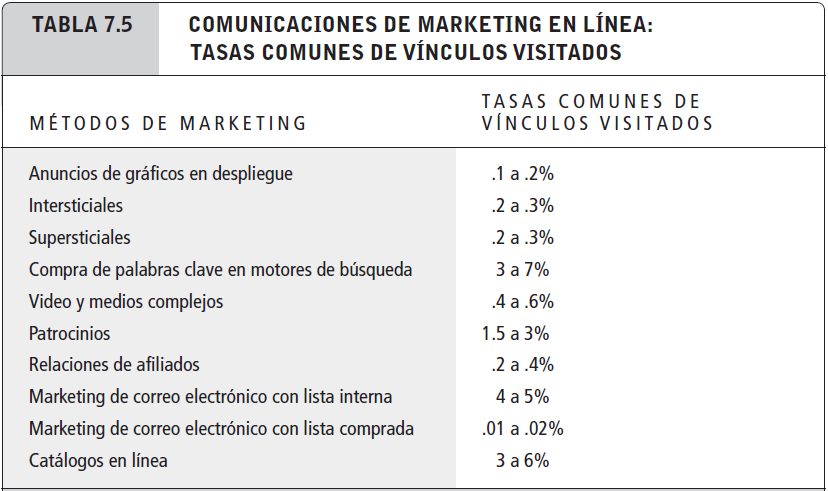 TABLA 7.5
COMUNICACIONES DE MARKETING EN LÍNEA:
TASAS COMUNES DE VÍNCULOS VISITADOS
MÉTODOS DE MARKETING
TASAS COMUNES DE
VÍNCULOS VISITADOS
Anuncios de gráficos en despliegue .1 a .2%
Intersticiales .2 a .3%
Supersticiales .2 a .3%
Compra de palabras clave en motores de búsqueda 3 a 7%
Video y medios complejos .4 a .6%
Patrocinios 1.5 a 3%
Relaciones de afiliados .2 a .4%
Marketing de correo electrónico con lista interna 4 a 5%
Marketing de correo electrónico con lista comprada .01 a .02%
Catálogos en línea 3 a 6%